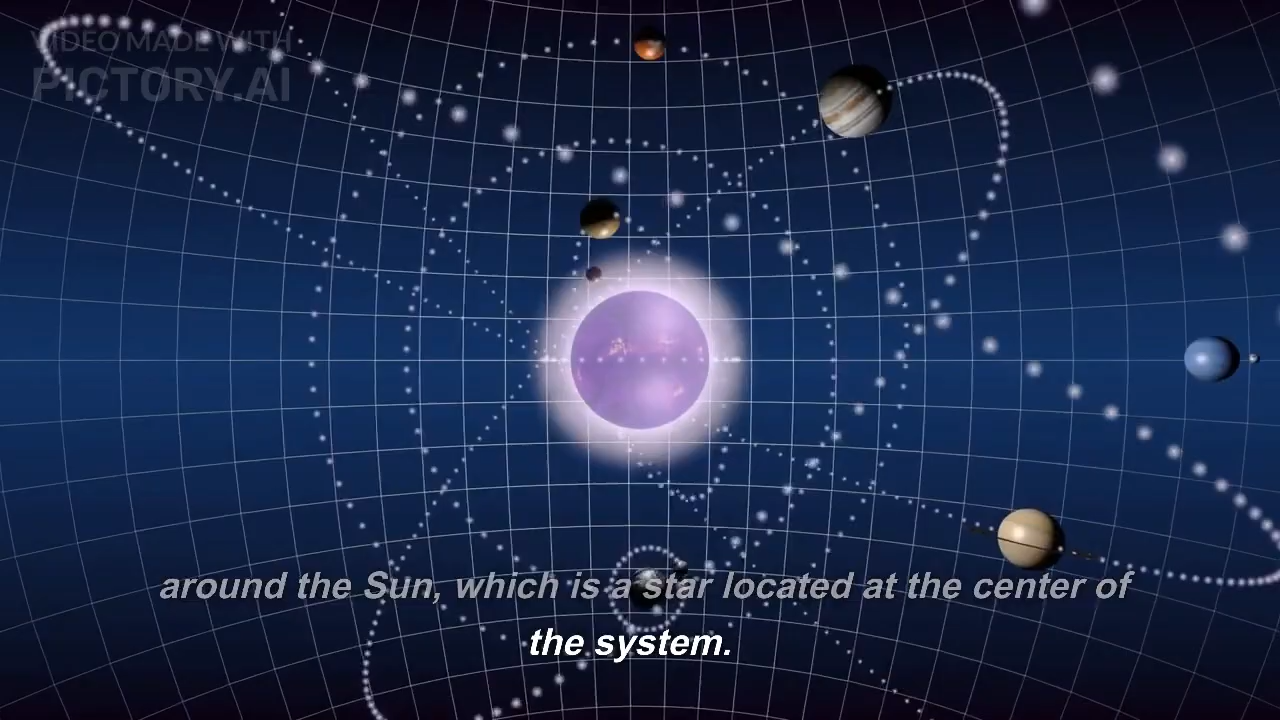 VIDEO MADE WITH
PICTORY.AI
around the Sun, which is a star located at the center of
the system.